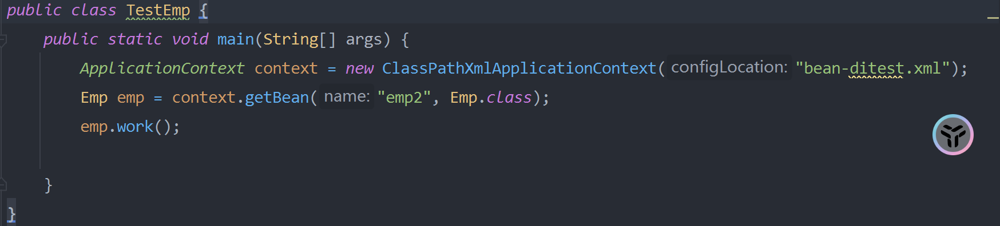 public class TestEmp {
public static void main(String[] args) {
ApplicationContext context = new ClassPathXmlApplicationContext( configLocation: "bean-ditest.xml");
Emp emp = context.getBean( name: "emp2", Emp.class);
emp.work();
}
}